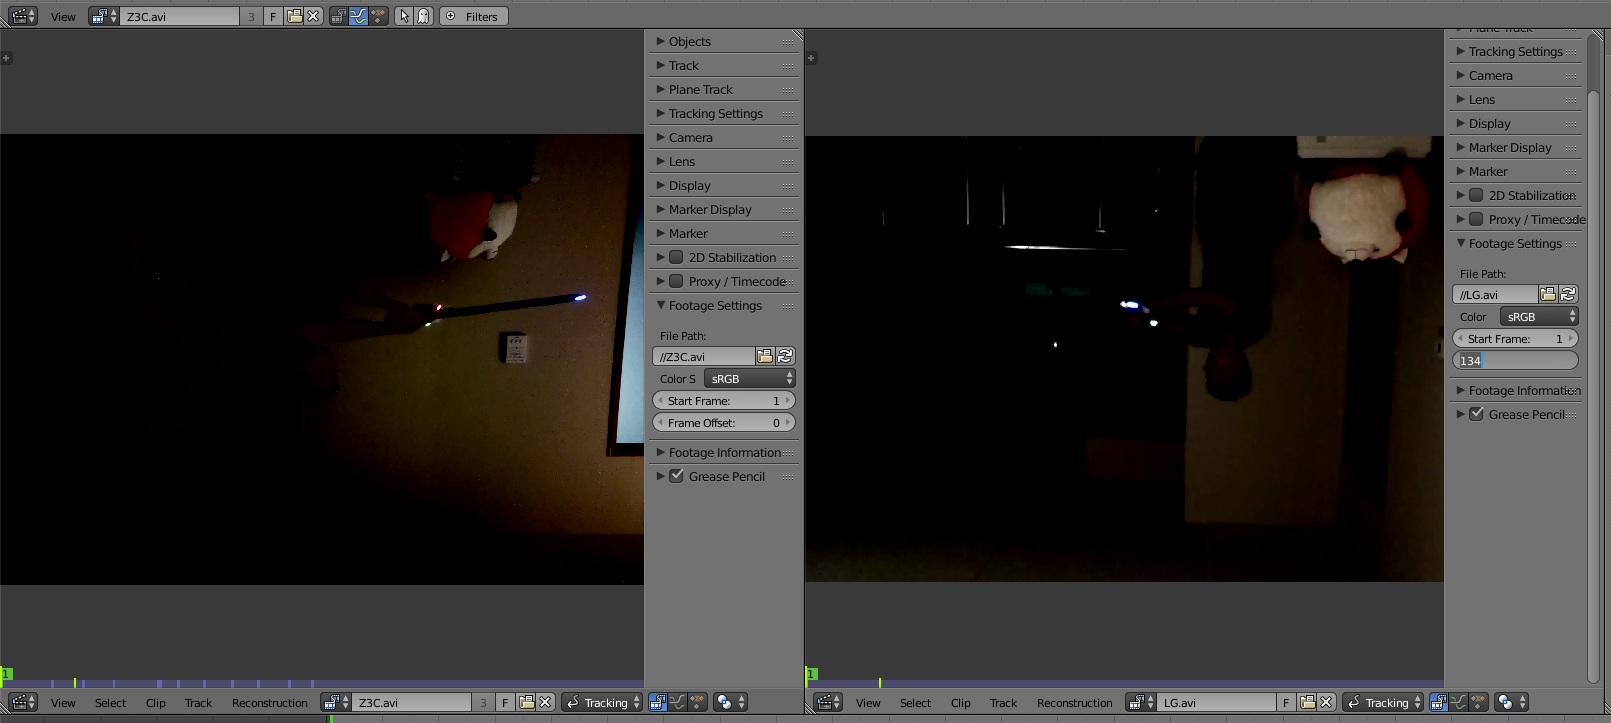 View Z3C.avi 3 F Filters
Objects
Track
Plane Track
Tracking Settings
Camera
Lens
Display
Marker Display
Marker
2D Stabilization
Proxy / Timecode
Footage Settings
File Path:
//Z3C.avi
Color S sRGB
Start Frame: 1
Frame Offset: 0
Footage Information
Grease Pencil
1
View Select Clip Track Reconstruction Z3C.avi 3 F Tracking
Plane Track
Tracking Settings
Camera
Lens
Display
Marker Display
Marker
2D Stabilization
Proxy / Timecode
Footage Settings
File Path:
//LG.avi
Color sRGB
Start Frame: 1
134
Footage Information
Grease Pencil
1
View Select Clip Track Reconstruction LG.avi F Tracking